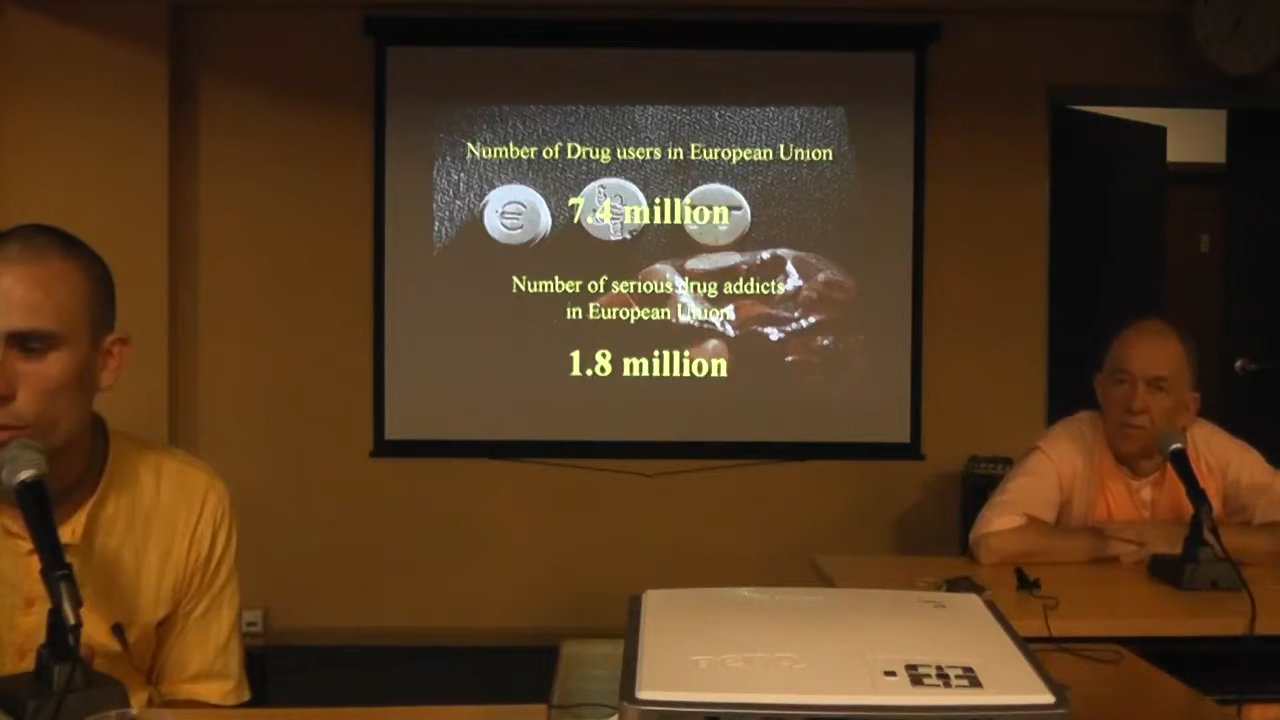 Number of Drug users in European Union
€
7.4 million
Number of serious drug addicts
in European Union
1.8 million